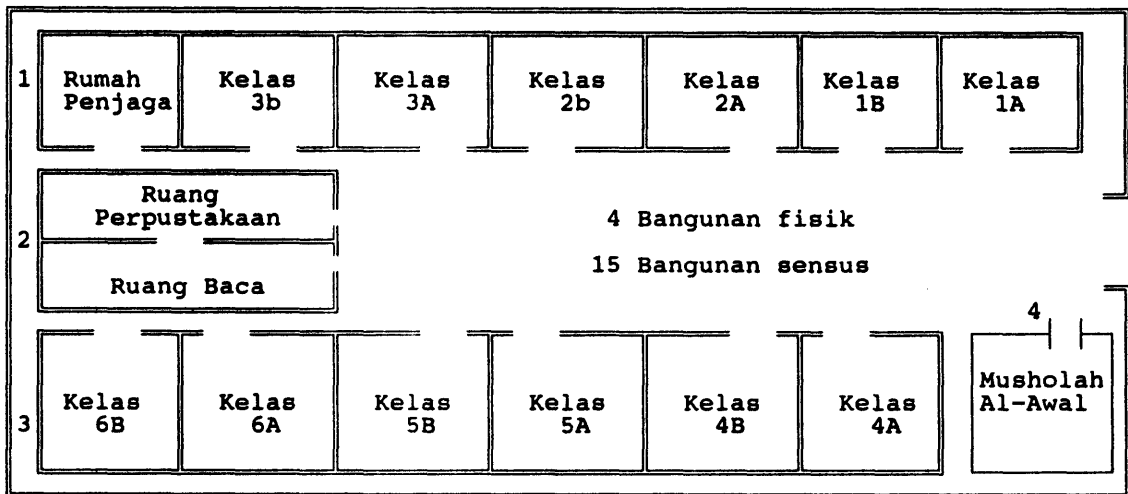 1
Rumah
Penjaga
Kelas
3b
Kelas
3A
Kelas
2b
Kelas
2A
Kelas
1B
Kelas
1A
2
Ruang
Perpustakaan
Ruang Baca
4 Bangunan fisik
15 Bangunan sensus
3
Kelas
6B
Kelas
6A
Kelas
5B
Kelas
5A
Kelas
4B
Kelas
4A
4
Musholah
Al-Awal